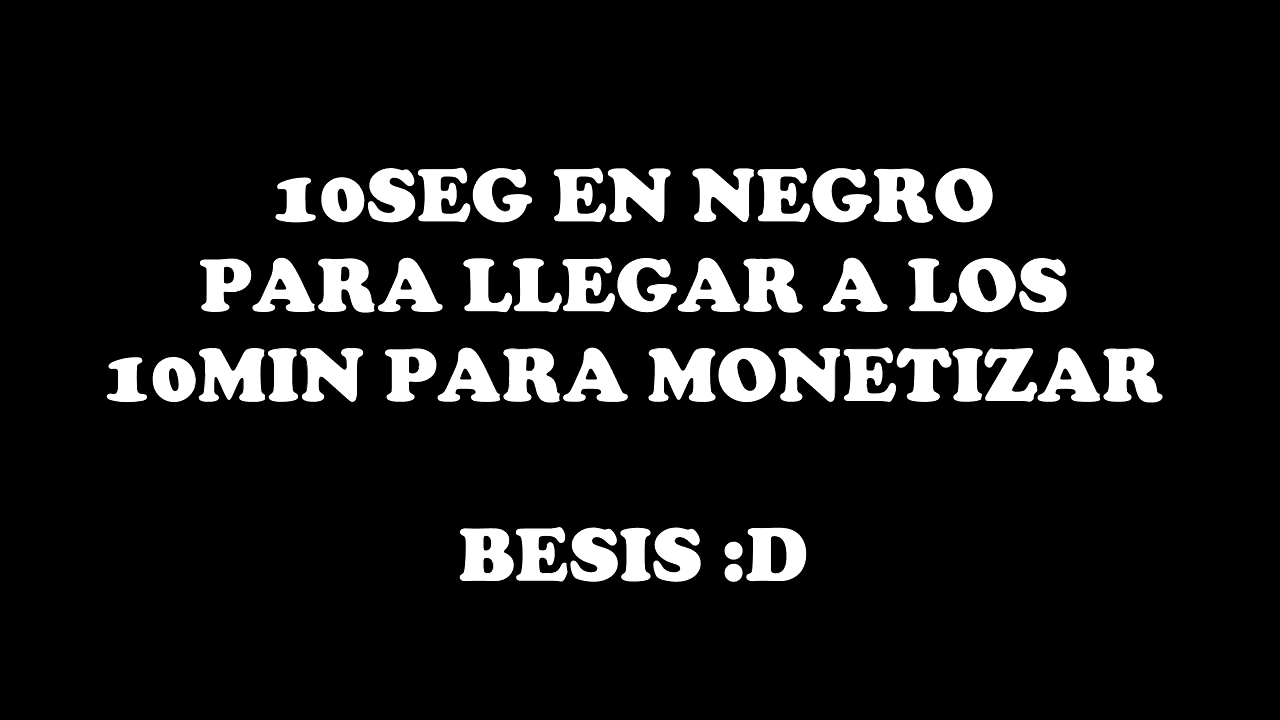 10SEG EN NEGRO
PARA LLEGAR A LOS
10MIN PARA MONETIZAR
BESIS :D